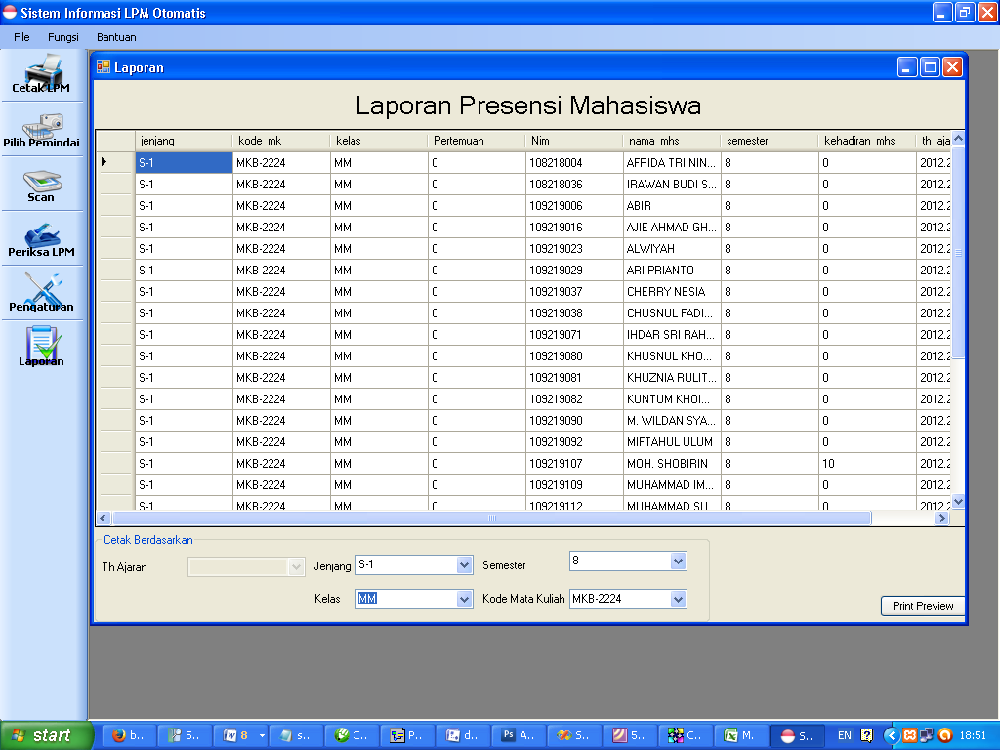 Sistem Informasi LPM Otomatis
File Fungsi Bantuan
Cetak LPM
Pilih Pemindai
Scan
Periksa LPM
Pengaturan
Laporan
Laporan
Laporan Presensi Mahasiswa
jenjang kode_mk kelas Pertemuan Nim nama_mhs semester kehadiran_mhs th_aja
S-1 MKB-2224 MM 0 108218004 AFRIDA TRI NIN... 8 0 2012.2
S-1 MKB-2224 MM 0 108218036 IRAWAN BUDI S... 8 0 2012.2
S-1 MKB-2224 MM 0 109219006 ABIR 8 0 2012.2
S-1 MKB-2224 MM 0 109219016 AJIE AHMAD GH... 8 0 2012.2
S-1 MKB-2224 MM 0 109219023 ALWIYAH 8 0 2012.2
S-1 MKB-2224 MM 0 109219029 ARI PRIANTO 8 0 2012.2
S-1 MKB-2224 MM 0 109219037 CHERRY NESIA 8 0 2012.2
S-1 MKB-2224 MM 0 109219038 CHUSNUL FADI... 8 0 2012.2
S-1 MKB-2224 MM 0 109219071 IHDAR SRI RAH... 8 0 2012.2
S-1 MKB-2224 MM 0 109219080 KHUSNUL KHO... 8 0 2012.2
S-1 MKB-2224 MM 0 109219081 KHUZNIA RULIT... 8 0 2012.2
S-1 MKB-2224 MM 0 109219082 KUNTUM KHOI... 8 0 2012.2
S-1 MKB-2224 MM 0 109219090 M. WILDAN SYA... 8 0 2012.2
S-1 MKB-2224 MM 0 109219092 MIFTAHUL ULUM 8 0 2012.2
S-1 MKB-2224 MM 0 109219107 MOH. SHOBIRIN 8 10 2012.2
S-1 MKB-2224 MM 0 109219109 MUHAMMAD IM... 8 0 2012.2
S-1 MKB-2224 MM 0 109219112 MUHAMMAD SU... 8 0 2012.2
Cetak Berdasarkan
Th Ajaran Jenjang S-1 Semester 8
Kelas MM Kode Mata Kuliah MKB-2224
Print Preview
start b... S... 8 s... C... P... d... A... S... 5... C... M... S... EN 18:51